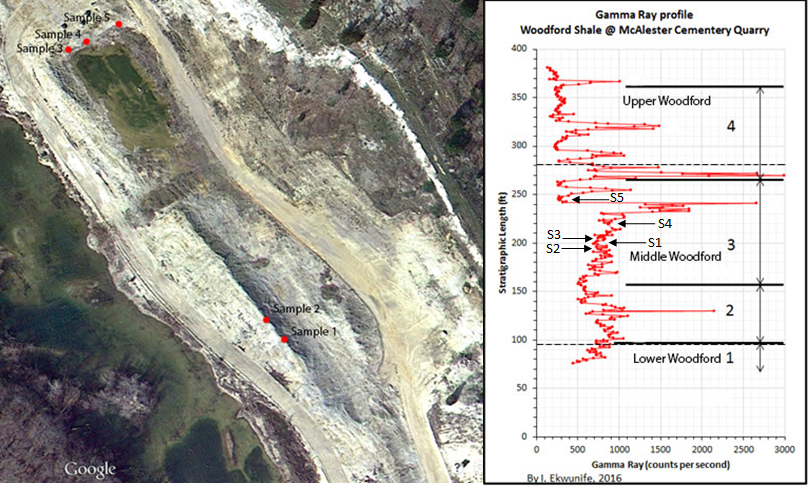 Sample 5
Sample 4
Sample 3
Sample 2
Sample 1
Google
Gamma Ray profile
Woodford Shale @ McAlester Cementery Quarry
Stratigraphic Length (ft)
400
350
300
250
200
150
100
50
0
Upper Woodford
4
S5
S4
S3
S1
S2
Middle Woodford
3
2
Lower Woodford
1
0 500 1000 1500 2000 2500 3000
Gamma Ray (counts per second)
By I. Ekwunife, 2016